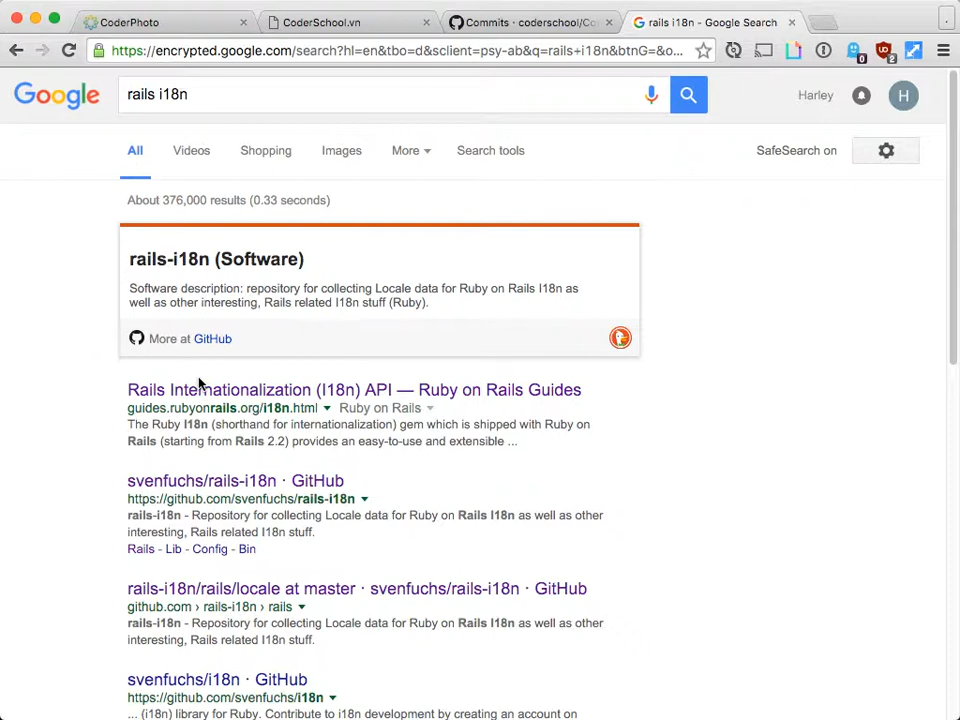 CoderPhoto
CoderSchool.vn
Commits · coderschool/Co
rails i18n - Google Search
https://encrypted.google.com/search?hl=en&tbo=d&sclient=psy-ab&q=rails+i18n&btnG=&o...
0
2
Google
rails i18n
Harley
H
All
Videos
Shopping
Images
More
Search tools
SafeSearch on
About 376,000 results (0.33 seconds)
rails-i18n (Software)
Software description: repository for collecting Locale data for Ruby on Rails I18n as
well as other interesting, Rails related I18n stuff (Ruby).
More at GitHub
Rails Internationalization (I18n) API — Ruby on Rails Guides
guides.rubyonrails.org/i18n.html Ruby on Rails
The Ruby I18n (shorthand for internationalization) gem which is shipped with Ruby on
Rails (starting from Rails 2.2) provides an easy-to-use and extensible ...
svenfuchs/rails-i18n · GitHub
https://github.com/svenfuchs/rails-i18n
rails-i18n - Repository for collecting Locale data for Ruby on Rails I18n as well as other
interesting, Rails related I18n stuff.
Rails - Lib - Config - Bin
rails-i18n/rails/locale at master · svenfuchs/rails-i18n · GitHub
github.com › rails-i18n › rails
rails-i18n - Repository for collecting Locale data for Ruby on Rails I18n as well as other
interesting, Rails related I18n stuff.
svenfuchs/i18n · GitHub
https://github.com/svenfuchs/i18n
... (i18n) library for Ruby. Contribute to i18n development by creating an account on